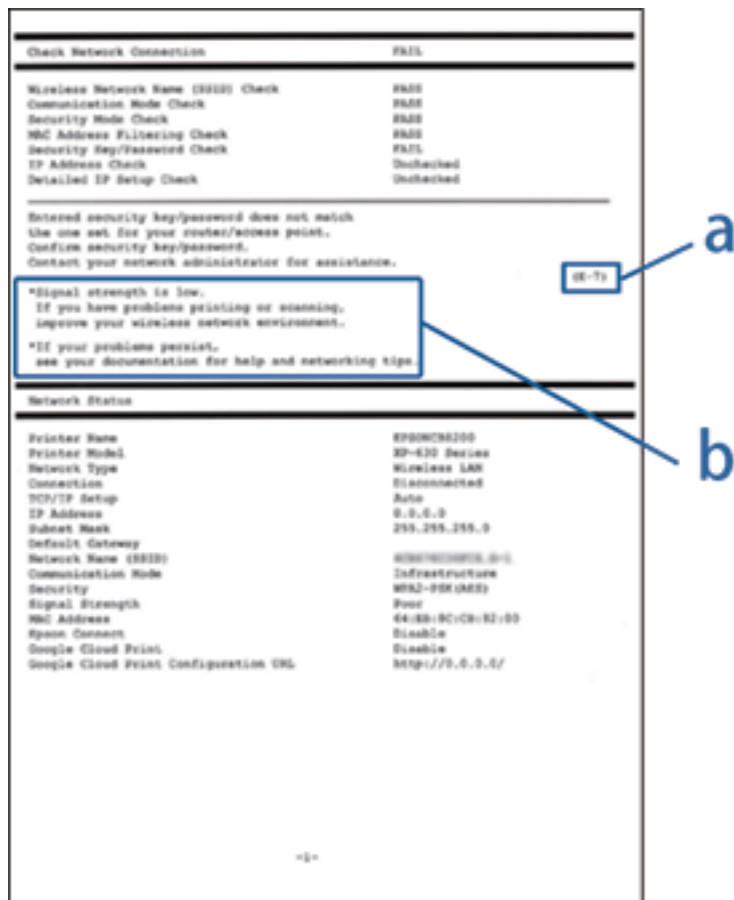 Check Network Connection FAIL
Wireless Network Name (SSID) Check PASS
Communication Mode Check PASS
Security Mode Check PASS
MAC Address Filtering Check PASS
Security Key/Password Check FAIL
IP Address Check Unchecked
Detailed IP Setup Check Unchecked
Entered security key/password does not match
the one set for your router/access point.
Confirm security key/password.
Contact your network administrator for assistance.
(E-7)
a
*Signal strength is low.
If you have problems printing or scanning,
improve your wireless network environment.
*If your problems persist,
see your documentation for help and networking tips.
b
Network Status
Printer Name
Printer Model XP-630 Series
Network Type Wireless LAN
Connection Disconnected
TCP/IP Setup Auto
IP Address 0.0.0.0
Subnet Mask 255.255.255.0
Default Gateway
Network Name (SSID)
Communication Mode Infrastructure
Security WPA2-PSK(AES)
Signal Strength Poor
MAC Address
Epson Connect Disable
Google Cloud Print Disable
Google Cloud Print Configuration URL http://0.0.0.0/
-1-